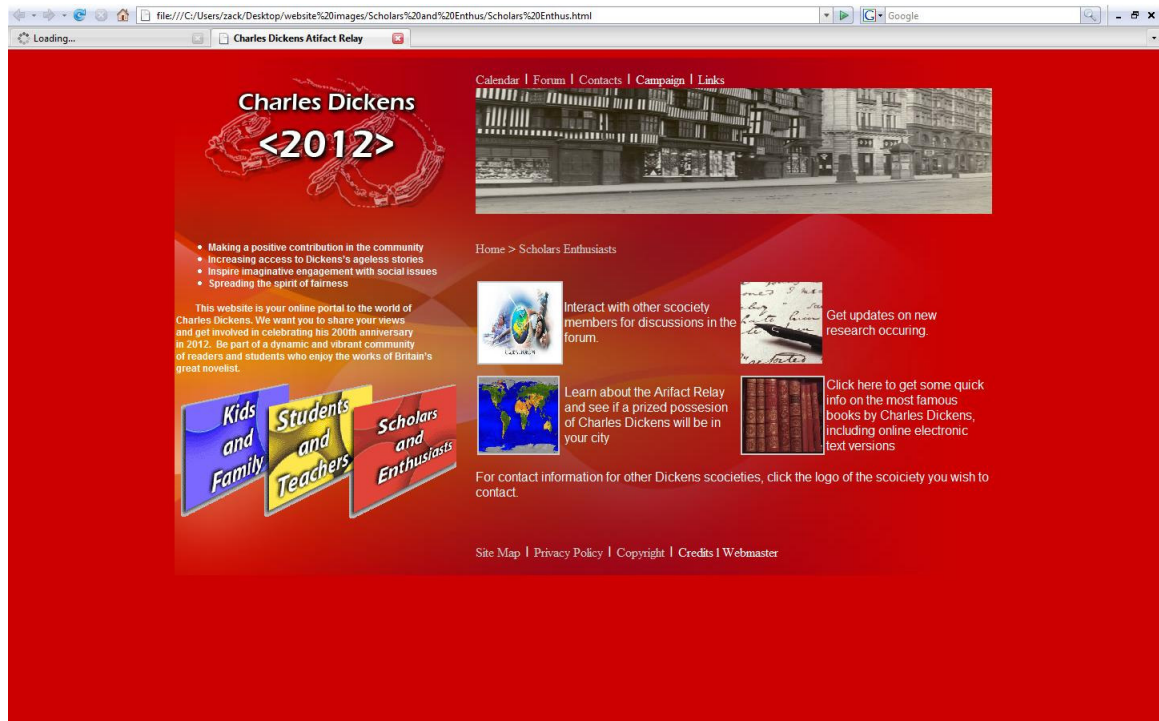 file:///C:/Users/zack/Desktop/website%20images/Scholars%20and%20Enthus/Scholars%20Enthus.html
Google
Loading...
Charles Dickens Atifact Relay
Charles Dickens
<2012>
Calendar | Forum | Contacts | Campaign | Links
Making a positive contribution in the community
Increasing access to Dickens's ageless stories
Inspire imaginative engagement with social issues
Spreading the spirit of fairness
This website is your online portal to the world of
Charles Dickens. We want you to share your views
and get involved in celebrating his 200th anniversary
in 2012. Be part of a dynamic and vibrant community
of readers and students who enjoy the works of Britain's
great novelist.
Kids
and
Family
Students
and
Teachers
Scholars
and
Enthusiasts
Home > Scholars Enthusiasts
Interact with other scociety
members for discussions in the
forum.
Get updates on new
research occuring.
Learn about the Arifact Relay
and see if a prized possesion
of Charles Dickens will be in
your city
Click here to get some quick
info on the most famous
books by Charles Dickens,
including online electronic
text versions
For contact information for other Dickens scocieties, click the logo of the scoiciety you wish to
contact.
Site Map | Privacy Policy | Copyright | Credits I Webmaster